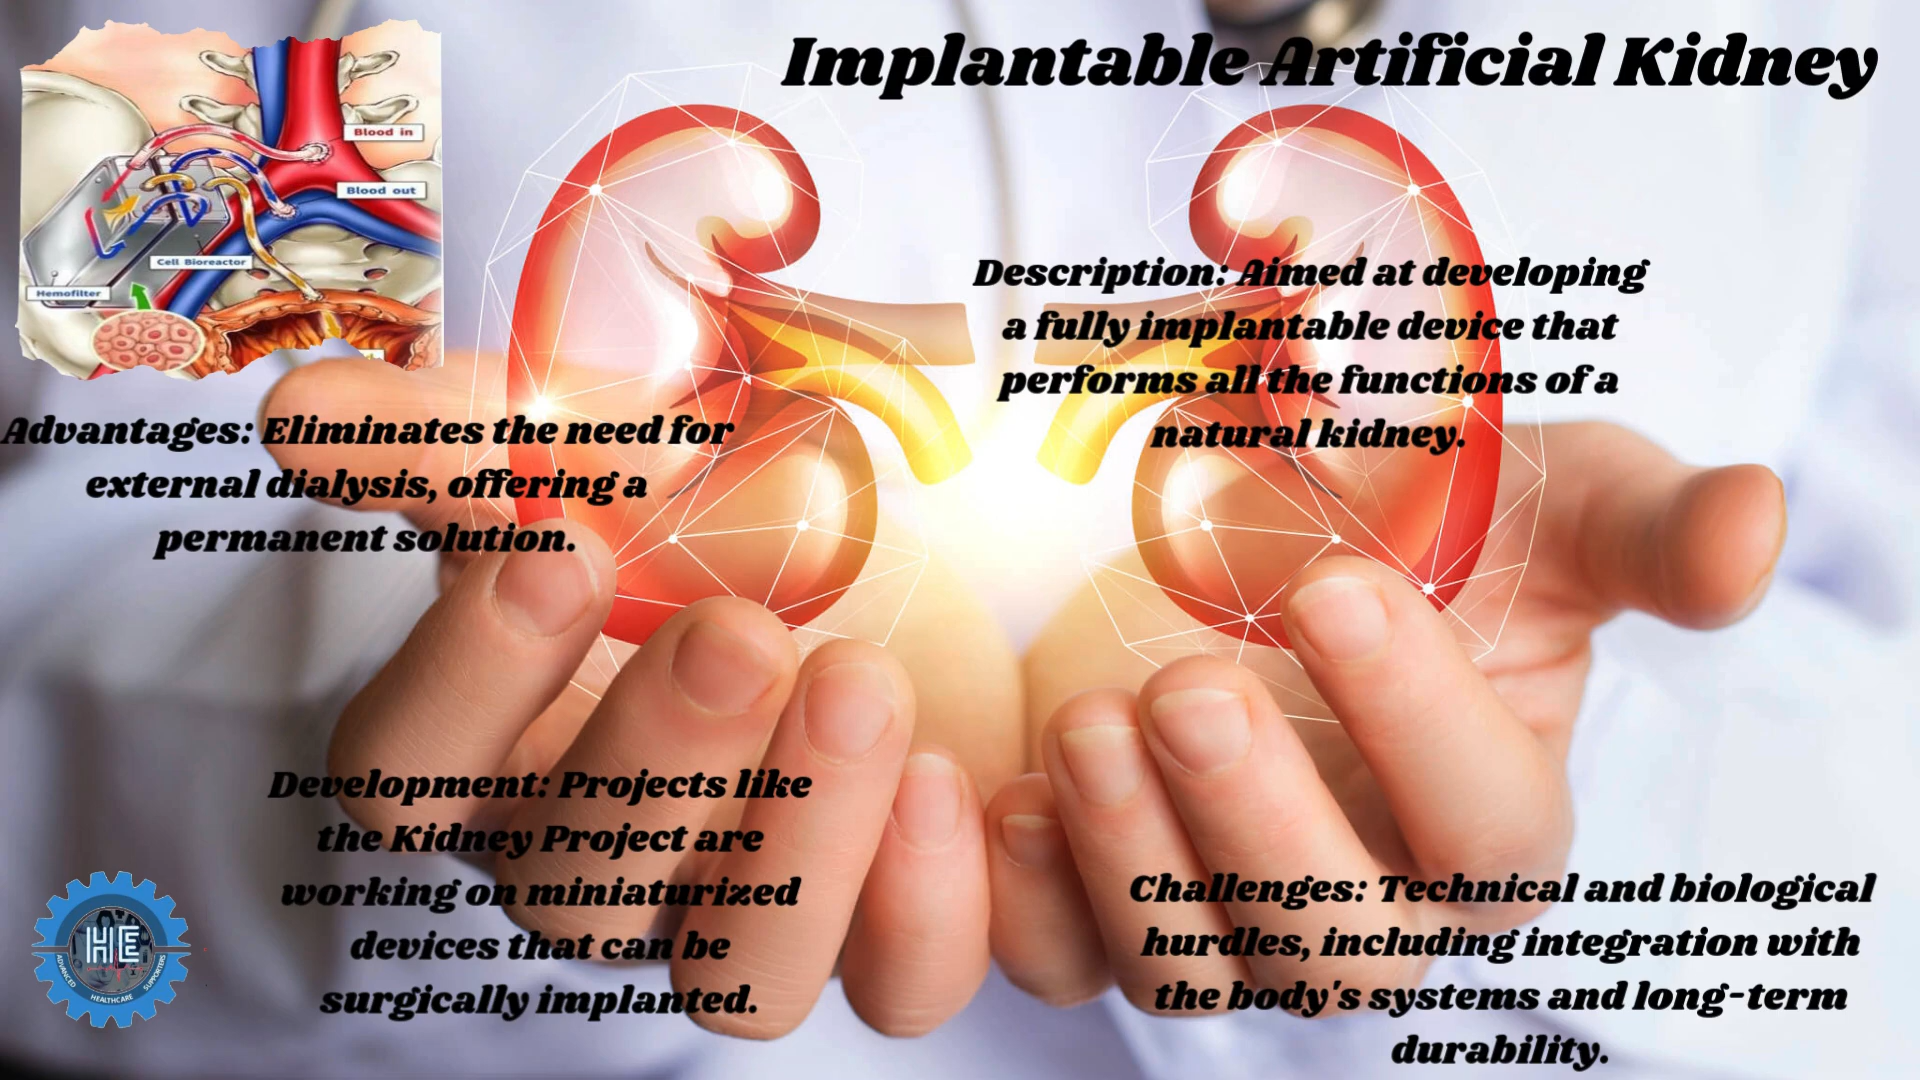 Implantable Artificial Kidney
Blood in
Blood out
Cell Bioreactor
Hemofilter
Description: Aimed at developing
a fully implantable device that
performs all the functions of a
natural kidney.
Advantages: Eliminates the need for
external dialysis, offering a
permanent solution.
Development: Projects like
the Kidney Project are
working on miniaturized
devices that can be
surgically implanted.
Challenges: Technical and biological
hurdles, including integration with
the body's systems and long-term
durability.
HE
ADVANCED HEALTHCARE SUPPORTERS